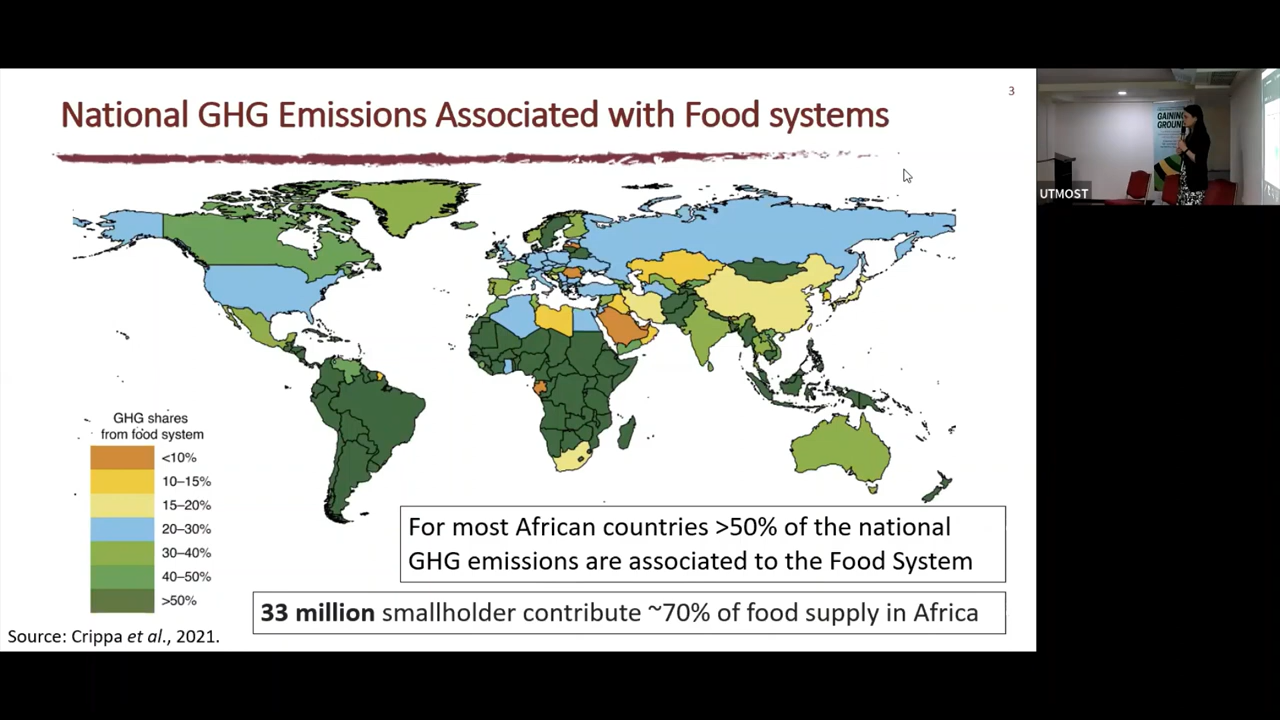 National GHG Emissions Associated with Food systems
3
GAINING
GROUND
UTMOST
GHG shares
from food system
<10%
10–15%
15–20%
20–30%
30–40%
40–50%
>50%
For most African countries >50% of the national
GHG emissions are associated to the Food System
33 million smallholder contribute ~70% of food supply in Africa
Source: Crippa et al., 2021.